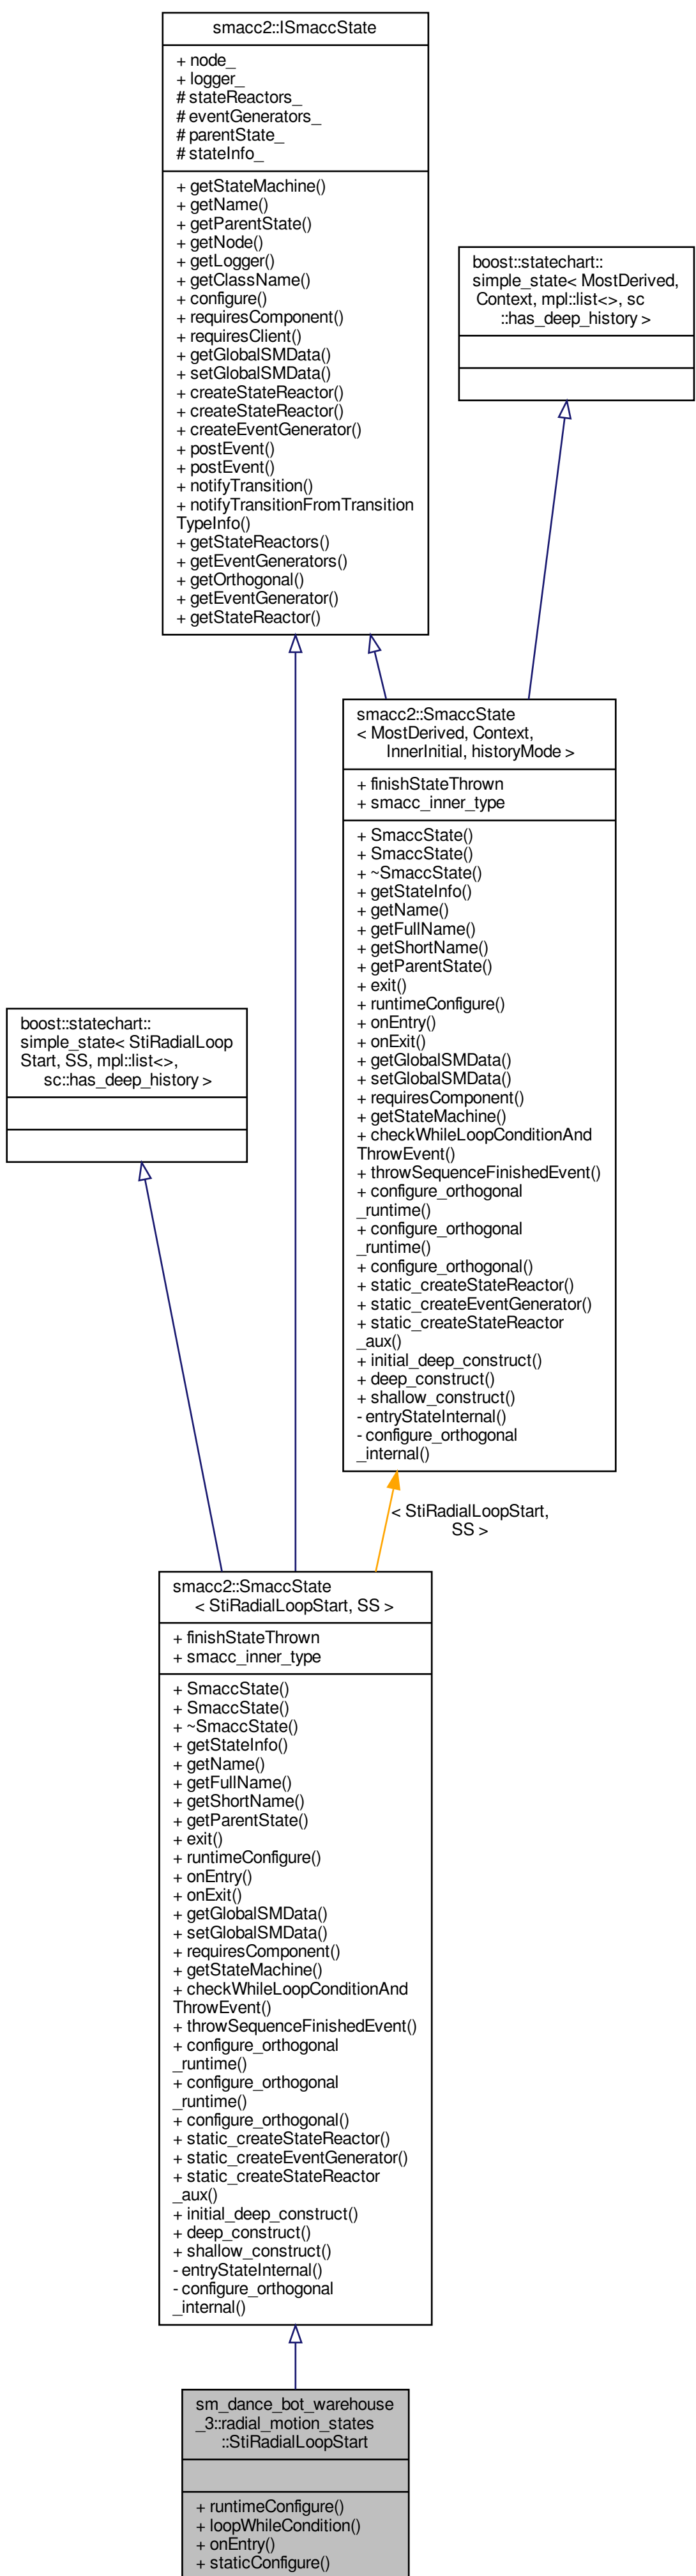 smacc2::ISmaccState
+ node_
+ logger_
# stateReactors_
# eventGenerators_
# parentState_
# stateInfo_
+ getStateMachine()
+ getName()
+ getParentState()
+ getNode()
+ getLogger()
+ getClassName()
+ configure()
+ requiresComponent()
+ requiresClient()
+ getGlobalSMData()
+ setGlobalSMData()
+ createStateReactor()
+ createStateReactor()
+ createEventGenerator()
+ postEvent()
+ postEvent()
+ notifyTransition()
+ notifyTransitionFromTransition
TypeInfo()
+ getStateReactors()
+ getEventGenerators()
+ getOrthogonal()
+ getEventGenerator()
+ getStateReactor()
boost::statechart::
simple_state< MostDerived,
Context, mpl::list<>, sc
::has_deep_history >
smacc2::SmaccState
< MostDerived, Context,
InnerInitial, historyMode >
+ finishStateThrown
+ smacc_inner_type
+ SmaccState()
+ SmaccState()
+ ~SmaccState()
+ getStateInfo()
+ getName()
+ getFullName()
+ getShortName()
+ getParentState()
+ exit()
+ runtimeConfigure()
+ onEntry()
+ onExit()
+ getGlobalSMData()
+ setGlobalSMData()
+ requiresComponent()
+ getStateMachine()
+ checkWhileLoopConditionAnd
ThrowEvent()
+ throwSequenceFinishedEvent()
+ configure_orthogonal
_runtime()
+ configure_orthogonal
_runtime()
+ configure_orthogonal()
+ static_createStateReactor()
+ static_createEventGenerator()
+ static_createStateReactor
_aux()
+ initial_deep_construct()
+ deep_construct()
+ shallow_construct()
- entryStateInternal()
- configure_orthogonal
_internal()
boost::statechart::
simple_state< StiRadialLoop
Start, SS, mpl::list<>,
sc::has_deep_history >
< StiRadialLoopStart,
SS >
smacc2::SmaccState
< StiRadialLoopStart, SS >
+ finishStateThrown
+ smacc_inner_type
+ SmaccState()
+ SmaccState()
+ ~SmaccState()
+ getStateInfo()
+ getName()
+ getFullName()
+ getShortName()
+ getParentState()
+ exit()
+ runtimeConfigure()
+ onEntry()
+ onExit()
+ getGlobalSMData()
+ setGlobalSMData()
+ requiresComponent()
+ getStateMachine()
+ checkWhileLoopConditionAnd
ThrowEvent()
+ throwSequenceFinishedEvent()
+ configure_orthogonal
_runtime()
+ configure_orthogonal
_runtime()
+ configure_orthogonal()
+ static_createStateReactor()
+ static_createEventGenerator()
+ static_createStateReactor
_aux()
+ initial_deep_construct()
+ deep_construct()
+ shallow_construct()
- entryStateInternal()
- configure_orthogonal
_internal()
sm_dance_bot_warehouse
_3::radial_motion_states
::StiRadialLoopStart
+ runtimeConfigure()
+ loopWhileCondition()
+ onEntry()
+ staticConfigure()